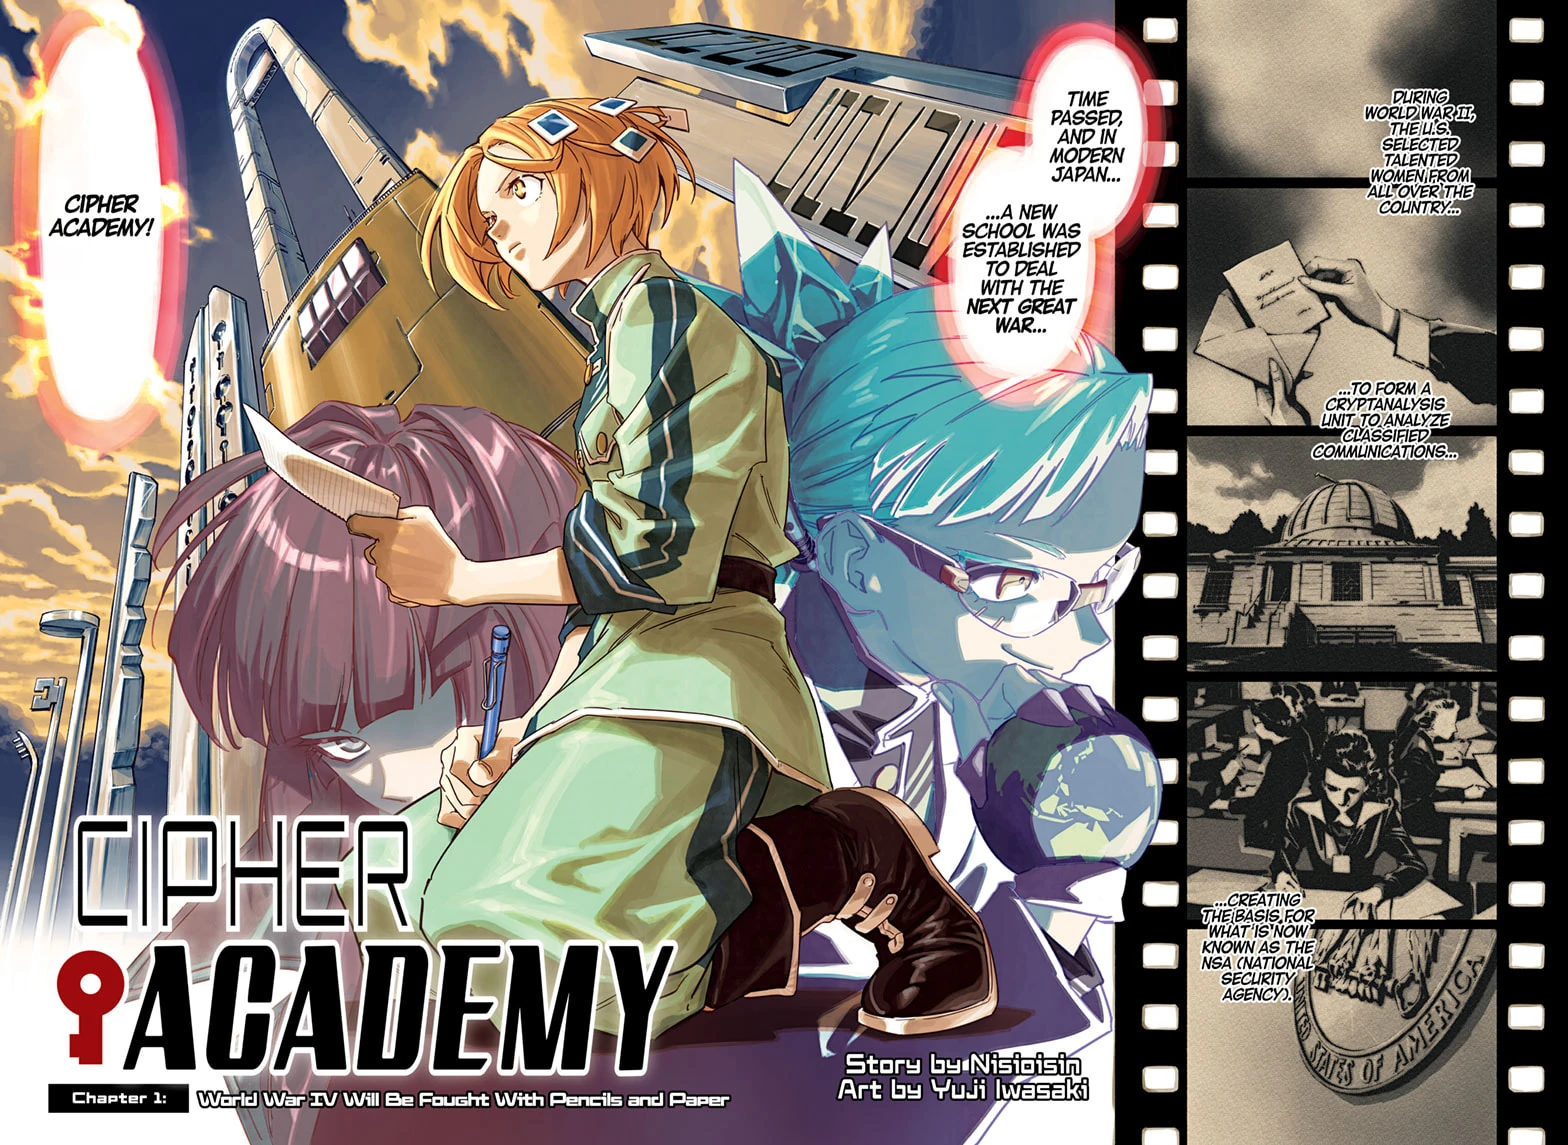 DURING
WORLD WAR II,
THE U.S.
SELECTED
TALENTED
WOMEN FROM
ALL OVER THE
COUNTRY...
...TO FORM A
CRYPTANALYSIS
UNIT TO ANALYZE
CLASSIFIED
COMMUNICATIONS...
...CREATING
THE BASIS FOR
WHAT IS NOW
KNOWN AS THE
NSA (NATIONAL
SECURITY
AGENCY).
STATES OF AMERICA
TIME
PASSED,
AND IN
MODERN
JAPAN...
...A NEW
SCHOOL WAS
ESTABLISHED
TO DEAL
WITH THE
NEXT GREAT
WAR...
CIPHER
ACADEMY!
CIPHER
ACADEMY
Chapter 1: World War IV Will Be Fought With Pencils and Paper
Story by Nisioisin
Art by Yuji Iwasaki